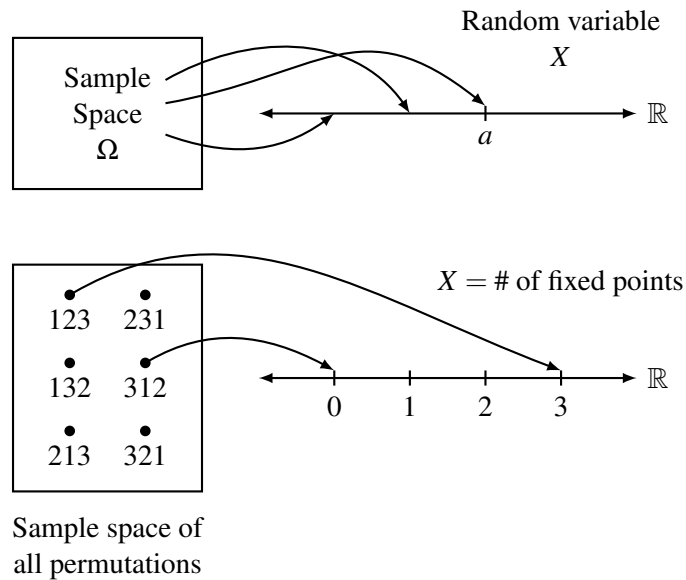 Random variable
X
Sample
Space
Ω
ℝ
a
X = # of fixed points
123 231
132 312
ℝ
0 1 2 3
213 321
Sample space of
all permutations